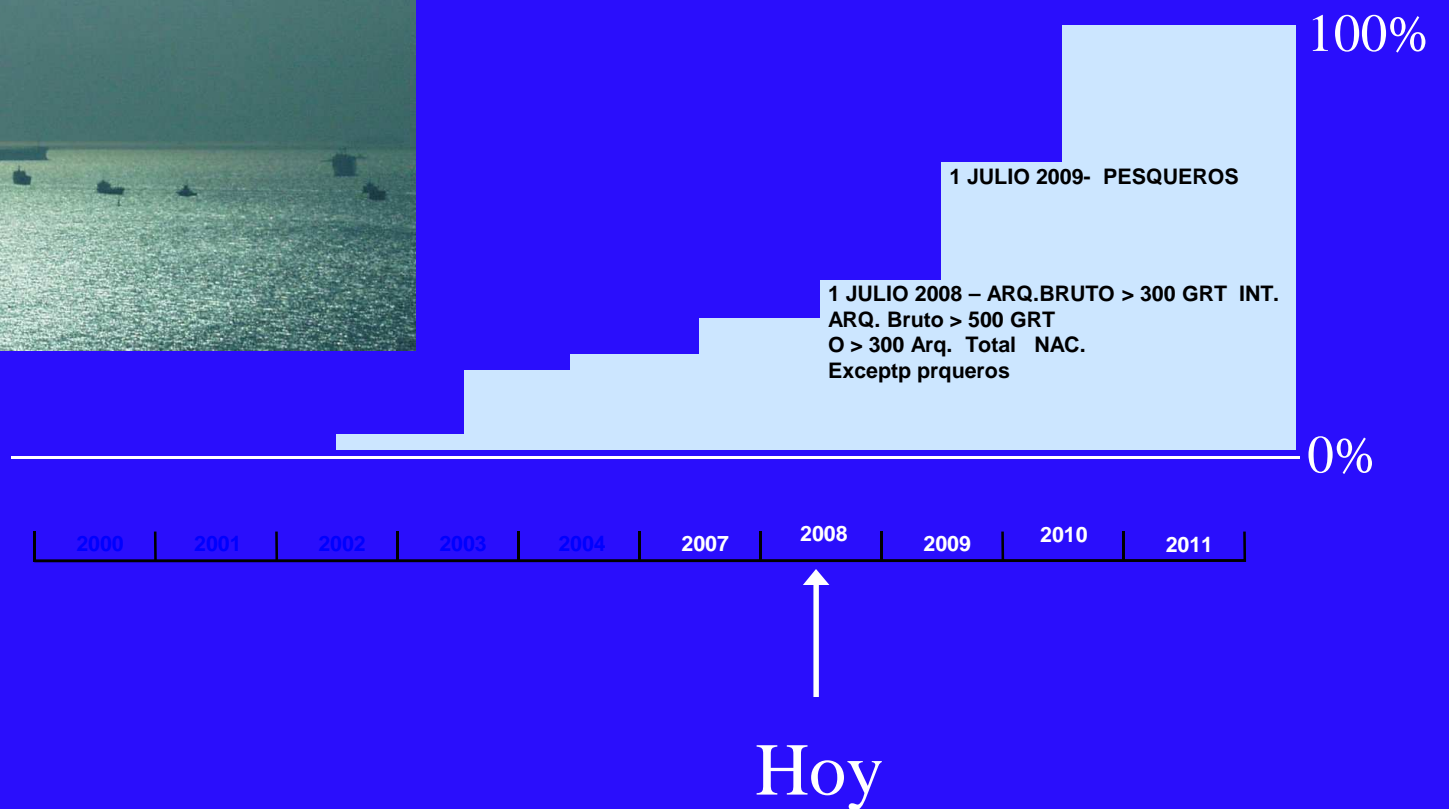 100%
1 JULIO 2009- PESQUEROS
1 JULIO 2008 – ARQ.BRUTO > 300 GRT INT.
ARQ. Bruto > 500 GRT
O > 300 Arq. Total NAC.
Exceptp prqueros
0%
2000 2001 2002 2003 2004 2007 2008 2009 2010 2011
Hoy